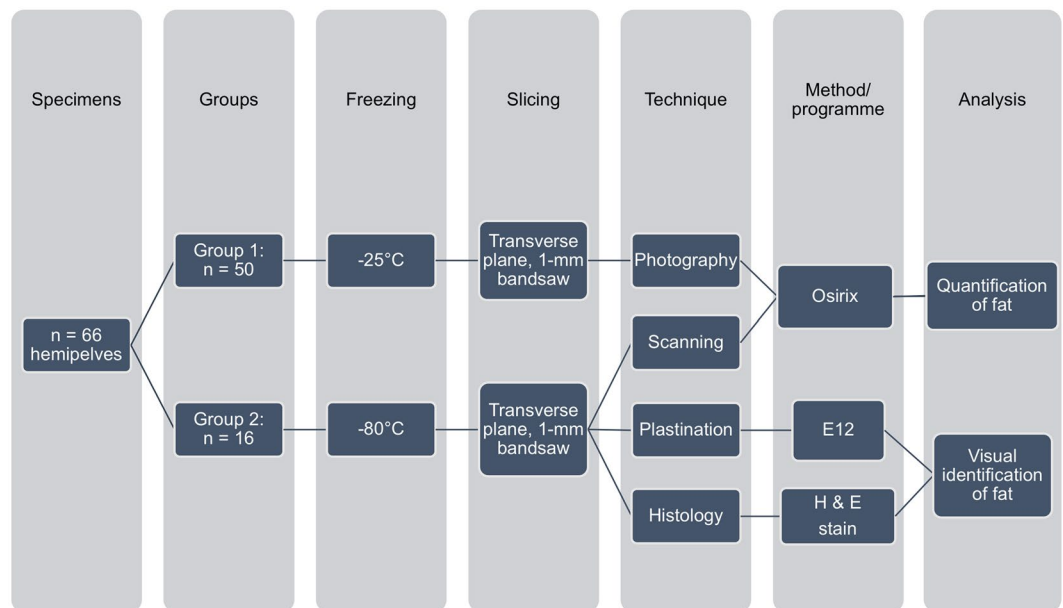 Specimens
Groups
Freezing
Slicing
Technique
Method/
programme
Analysis
n = 66
hemipelves
Group 1:
n = 50
-25°C
Transverse
plane, 1-mm
bandsaw
Photography
Scanning
Osirix
Quantification
of fat
Group 2:
n = 16
-80°C
Transverse
plane, 1-mm
bandsaw
Plastination
E12
Histology
H & E
stain
Visual
identification
of fat